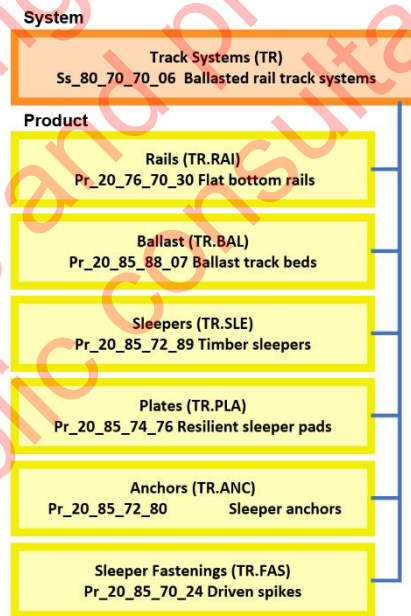 System
Track Systems (TR)
Ss_80_70_70_06 Ballasted rail track systems
Product
Rails (TR.RAI)
Pr_20_76_70_30 Flat bottom rails
Ballast (TR.BAL)
Pr_20_85_88_07 Ballast track beds
Sleepers (TR.SLE)
Pr_20_85_72_89 Timber sleepers
Plates (TR.PLA)
Pr_20_85_74_76 Resilient sleeper pads
Anchors (TR.ANC)
Pr_20_85_72_80 Sleeper anchors
Sleeper Fastenings (TR.FAS)
Pr_20_85_70_24 Driven spikes